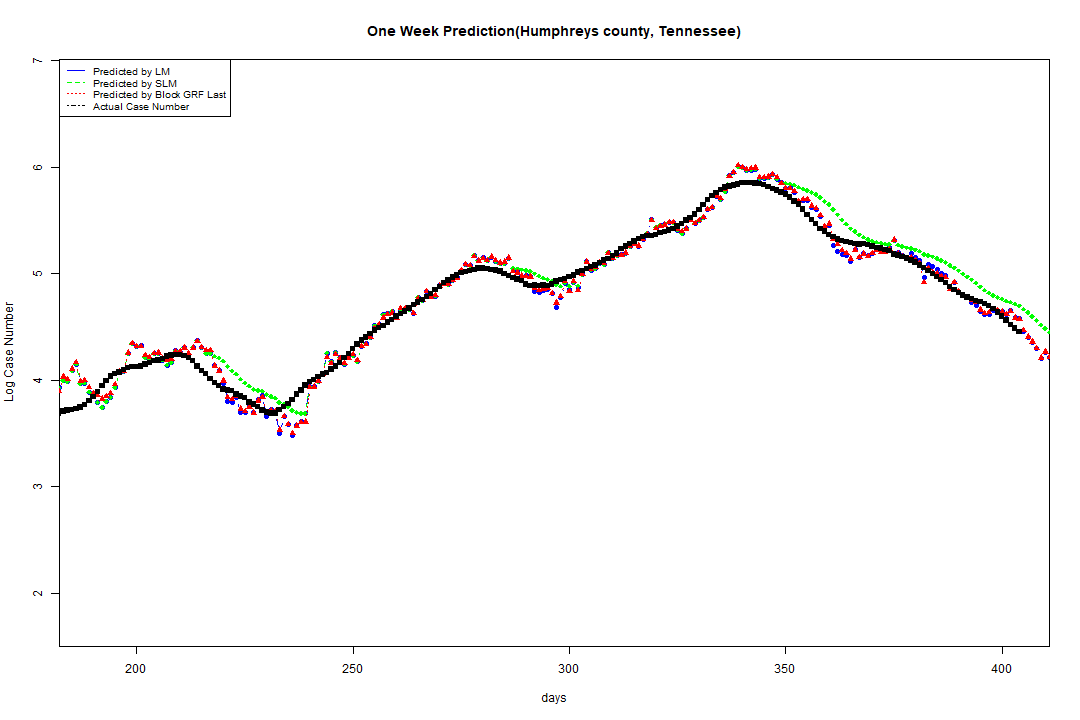 One Week Prediction(Humphreys county, Tennessee)
Predicted by LM
Predicted by SLM
Predicted by Block GRF Last
Actual Case Number
7
6
5
4
3
2
Log Case Number
200 250 300 350 400
days